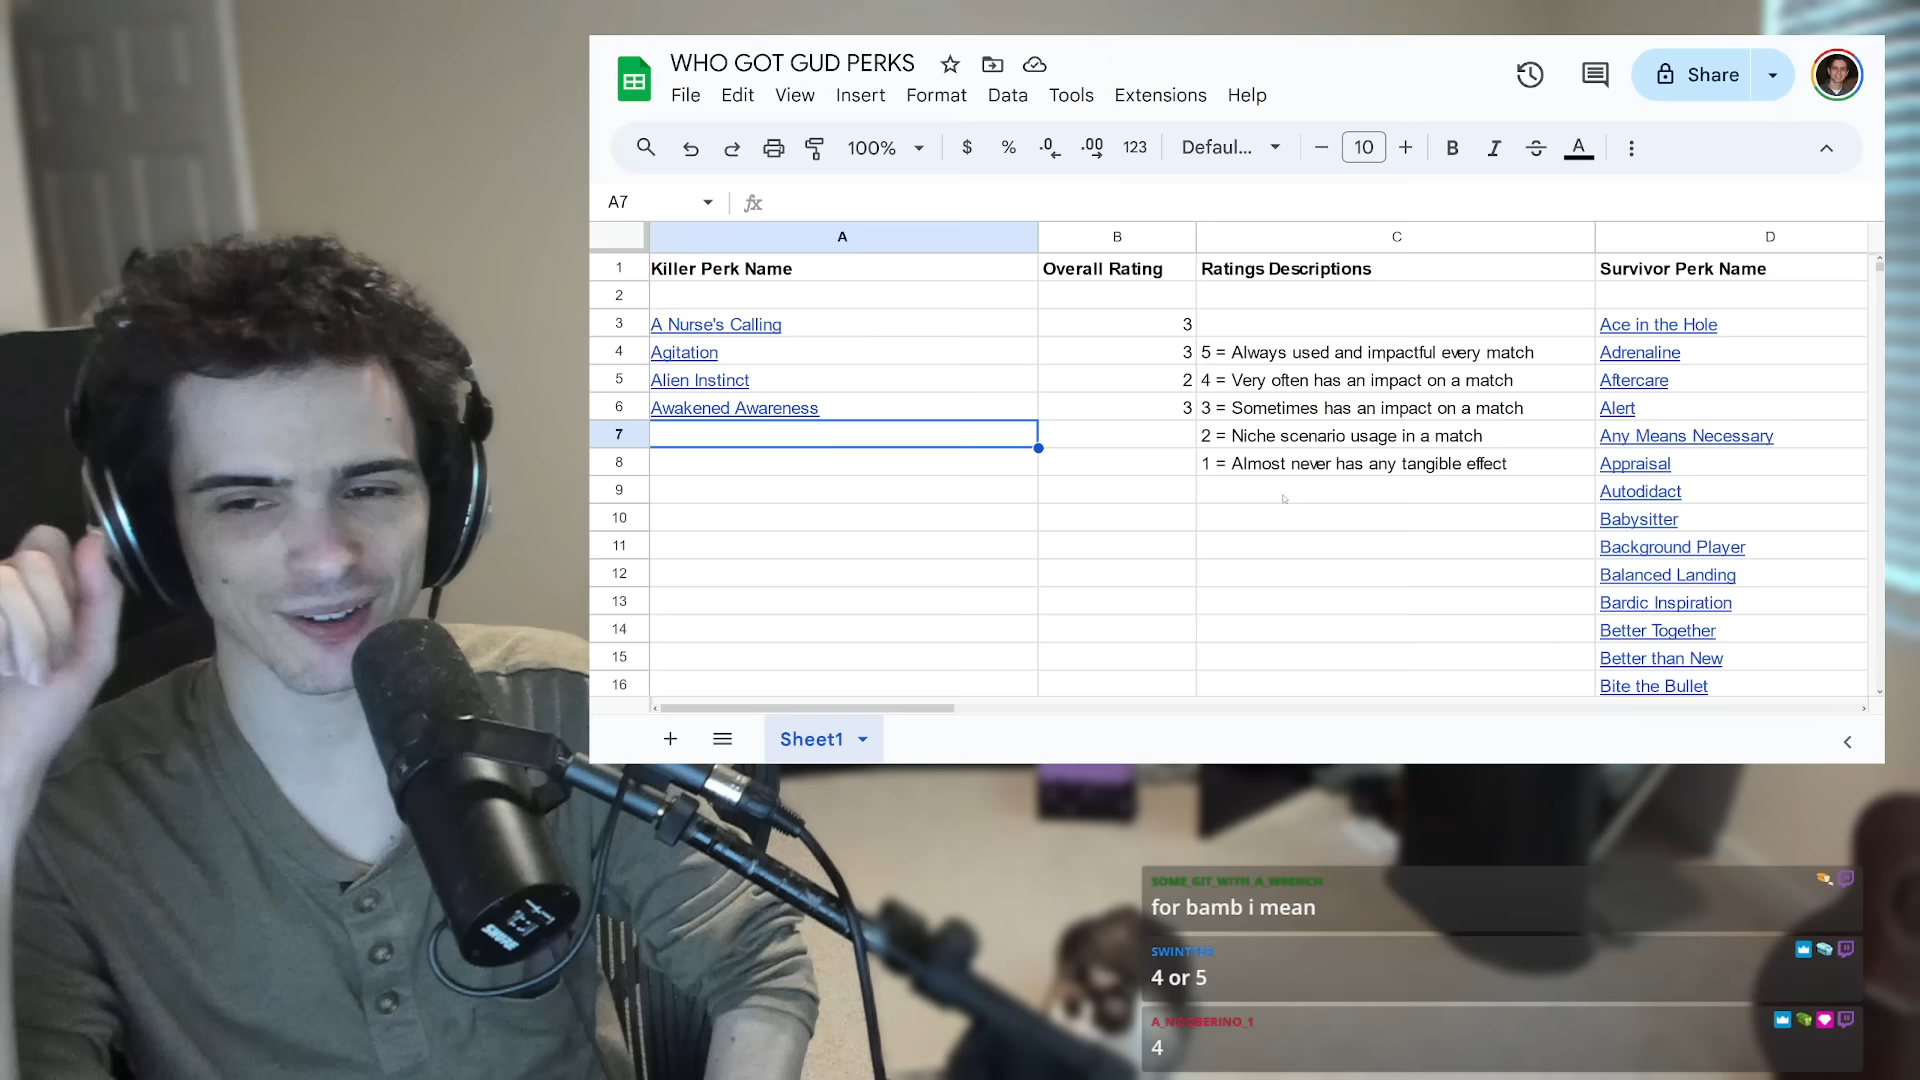 WHO GOT GUD PERKS
File Edit View Insert Format Data Tools Extensions Help
Share
100% $ % .0 .00 123 Defaul... 10 B I S A
A7 fx
A B C D
1 Killer Perk Name Overall Rating Ratings Descriptions Survivor Perk Name
2
3 A Nurse's Calling 3 Ace in the Hole
4 Agitation 3 5 = Always used and impactful every match Adrenaline
5 Alien Instinct 2 4 = Very often has an impact on a match Aftercare
6 Awakened Awareness 3 3 = Sometimes has an impact on a match Alert
7 2 = Niche scenario usage in a match Any Means Necessary
8 1 = Almost never has any tangible effect Appraisal
9 Autodidact
10 Babysitter
11 Background Player
12 Balanced Landing
13 Bardic Inspiration
14 Better Together
15 Better than New
16 Bite the Bullet
Sheet1
SHURE
SOME_GIT_WITH_A_WRENCH
for bamb i mean
4 or 5
A_NOOBERINO_1
4